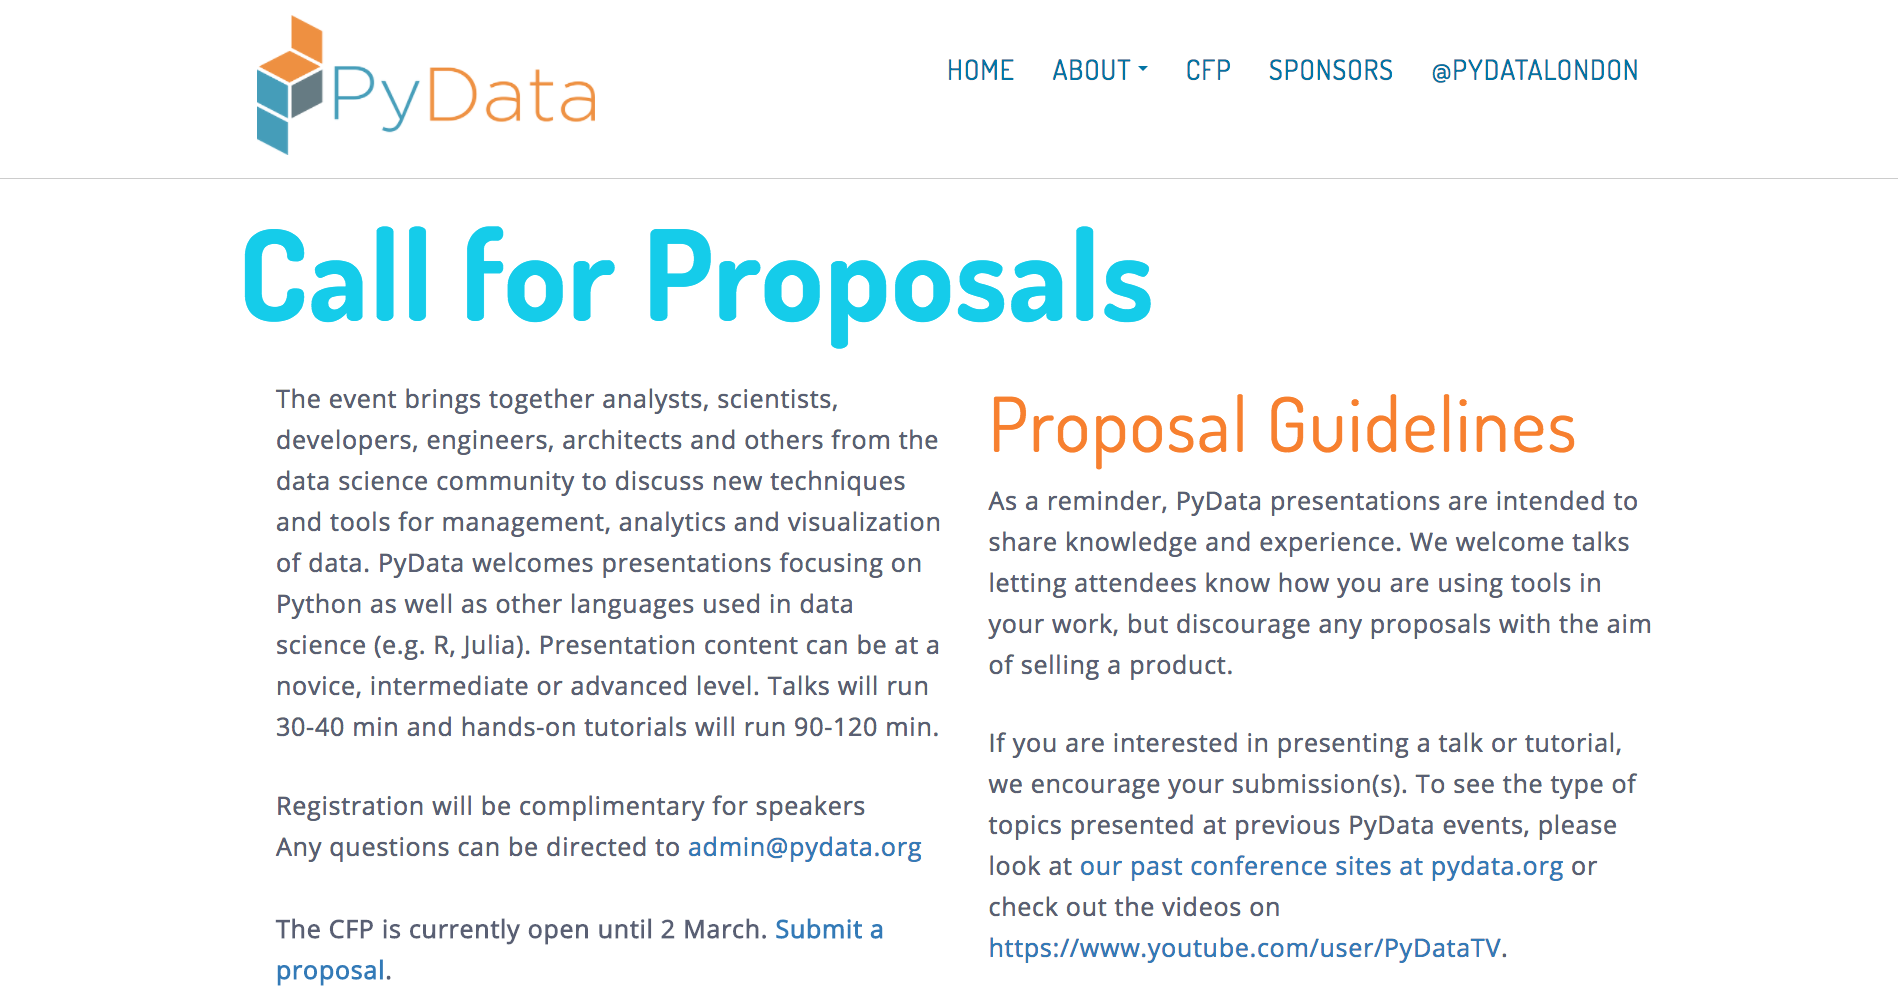 PyData
HOME ABOUT CFP SPONSORS @PYDATALONDON
Call for Proposals
The event brings together analysts, scientists,
developers, engineers, architects and others from the
data science community to discuss new techniques
and tools for management, analytics and visualization
of data. PyData welcomes presentations focusing on
Python as well as other languages used in data
science (e.g. R, Julia). Presentation content can be at a
novice, intermediate or advanced level. Talks will run
30-40 min and hands-on tutorials will run 90-120 min.
Registration will be complimentary for speakers
Any questions can be directed to admin@pydata.org
The CFP is currently open until 2 March. Submit a
proposal.
Proposal Guidelines
As a reminder, PyData presentations are intended to
share knowledge and experience. We welcome talks
letting attendees know how you are using tools in
your work, but discourage any proposals with the aim
of selling a product.
If you are interested in presenting a talk or tutorial,
we encourage your submission(s). To see the type of
topics presented at previous PyData events, please
look at our past conference sites at pydata.org or
check out the videos on
https://www.youtube.com/user/PyDataTV.